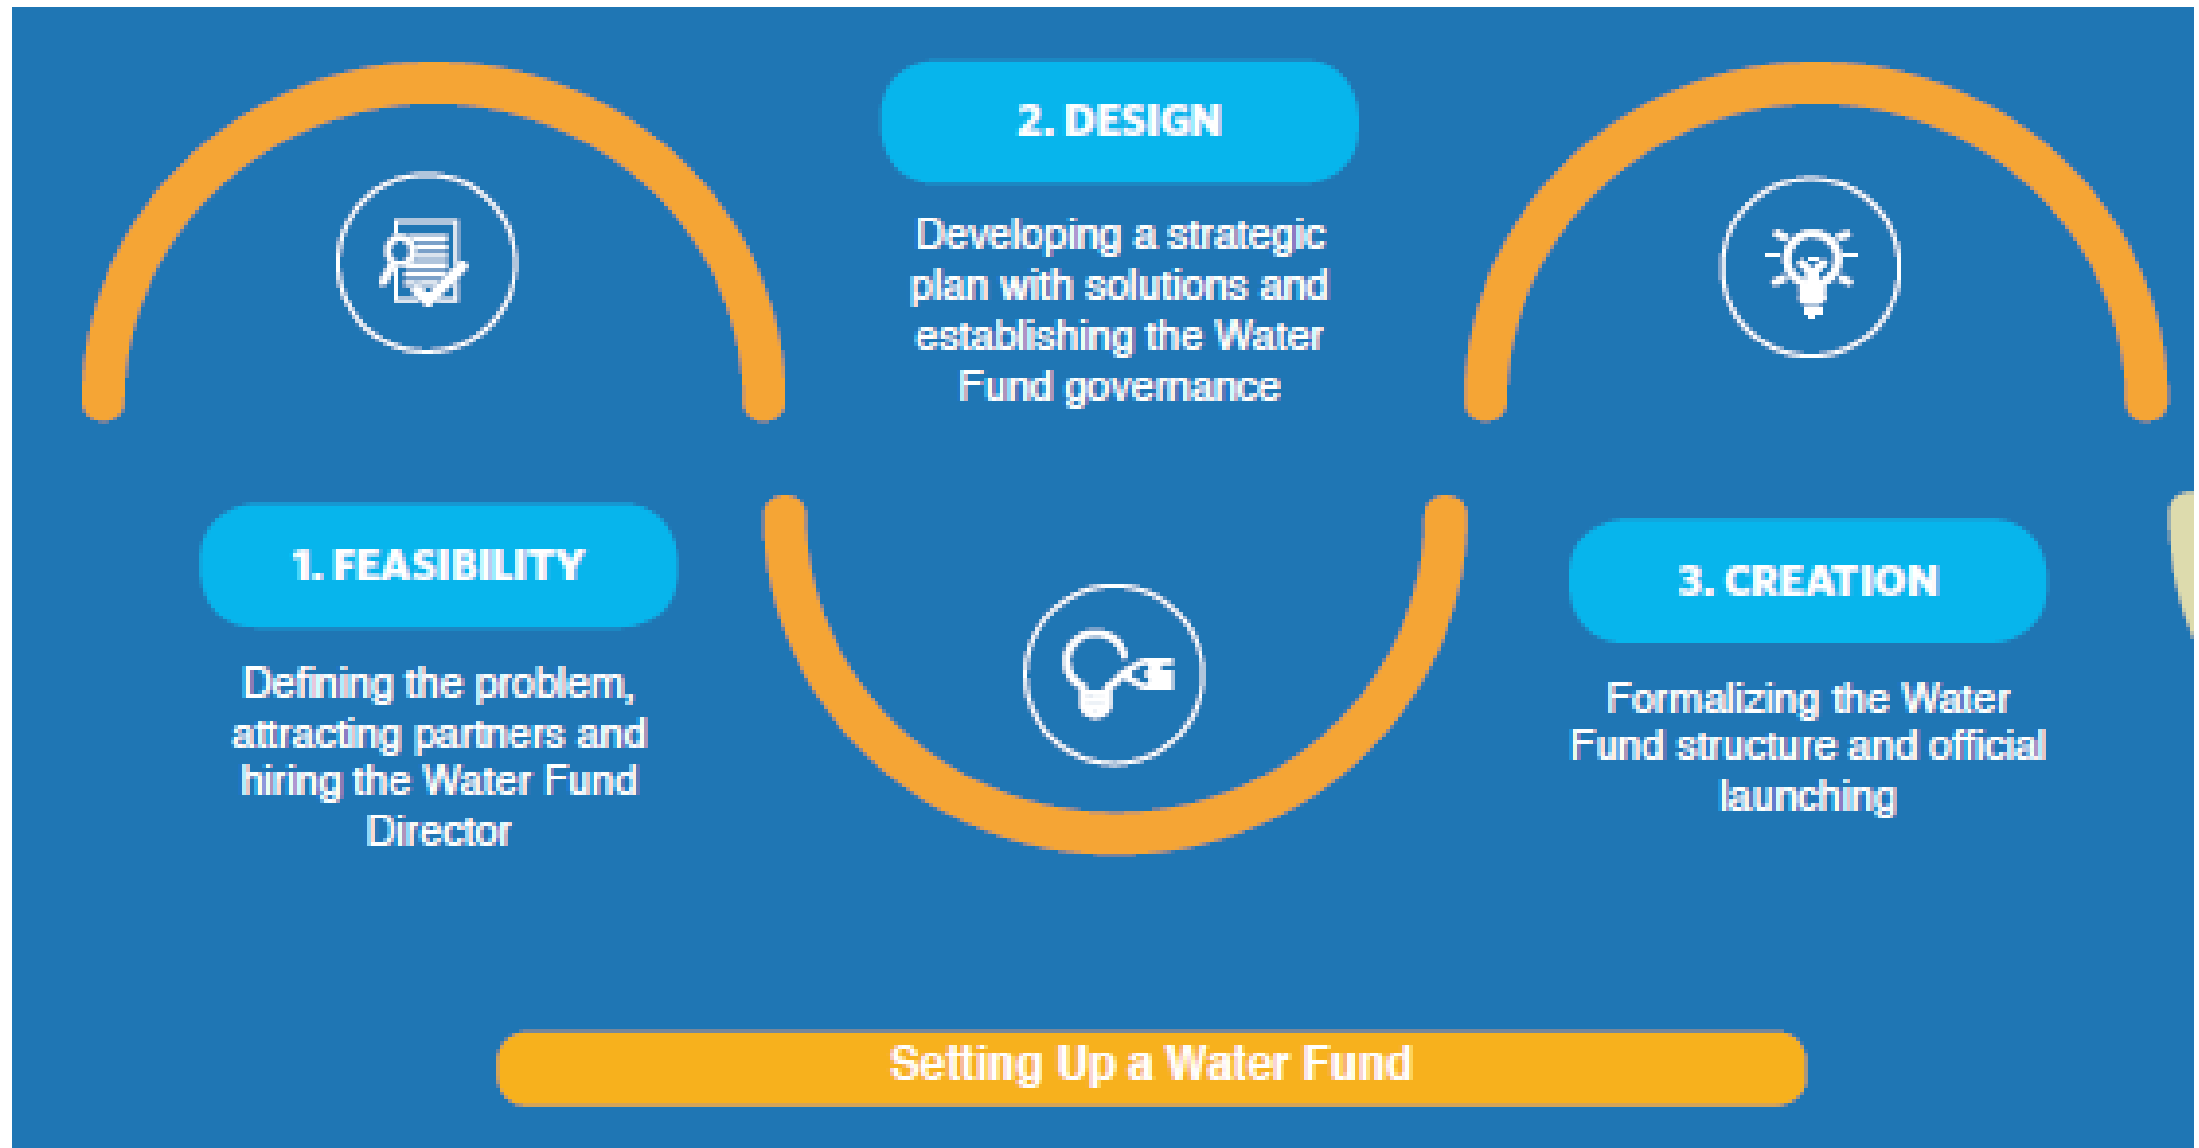 1. FEASIBILITY
Defining the problem,
attracting partners and
hiring the Water Fund
Director
2. DESIGN
Developing a strategic
plan with solutions and
establishing the Water
Fund governance
3. CREATION
Formalizing the Water
Fund structure and official
launching
Setting Up a Water Fund